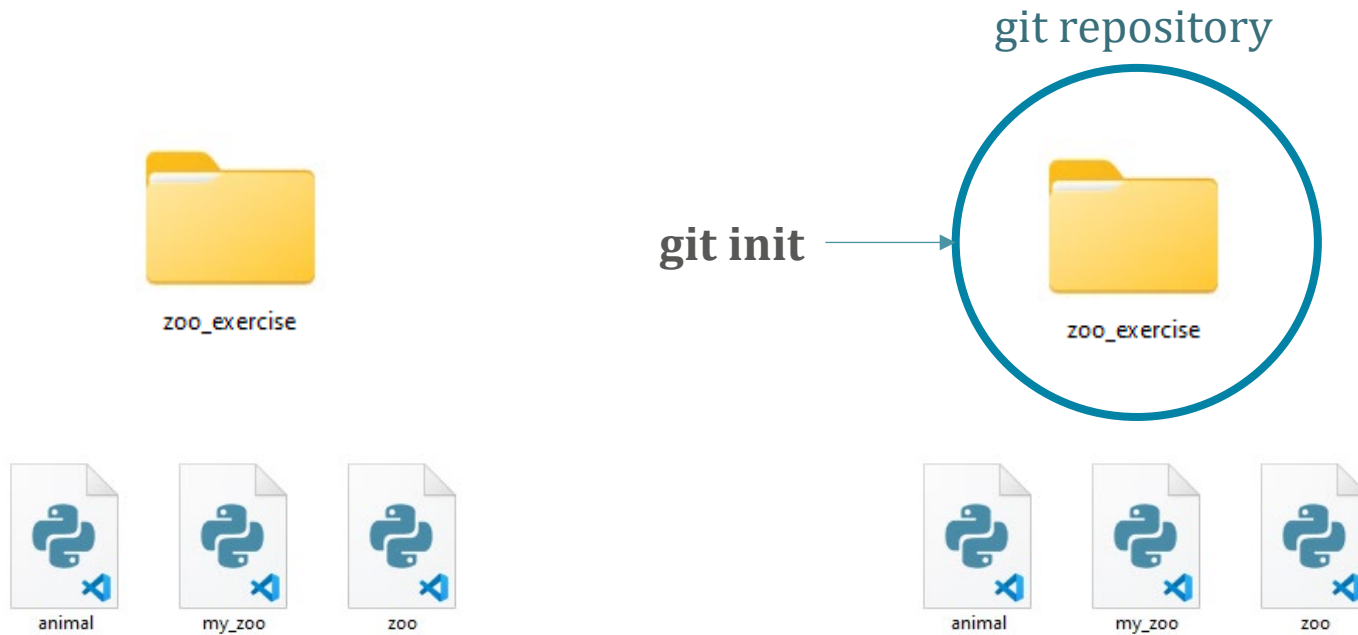 git repository
zoo_exercise
git init
zoo_exercise
animal
my_zoo
zoo
animal
my_zoo
zoo